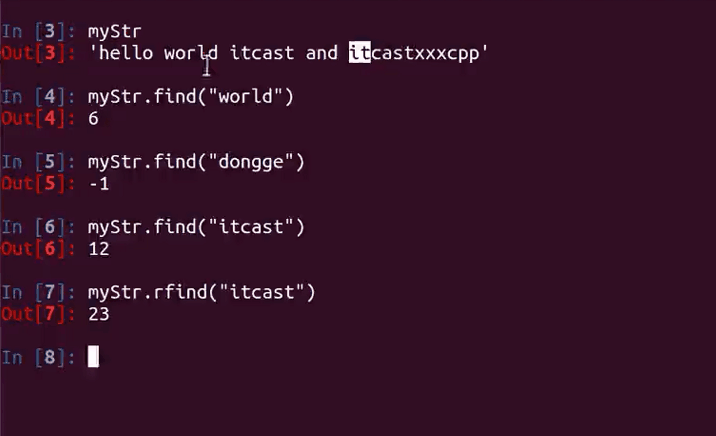 In [3]: myStr
Out[3]: 'hello world itcast and itcastxxxcpp'
In [4]: myStr.find("world")
Out[4]: 6
In [5]: myStr.find("dongge")
Out[5]: -1
In [6]: myStr.find("itcast")
Out[6]: 12
In [7]: myStr.rfind("itcast")
Out[7]: 23
In [8]: